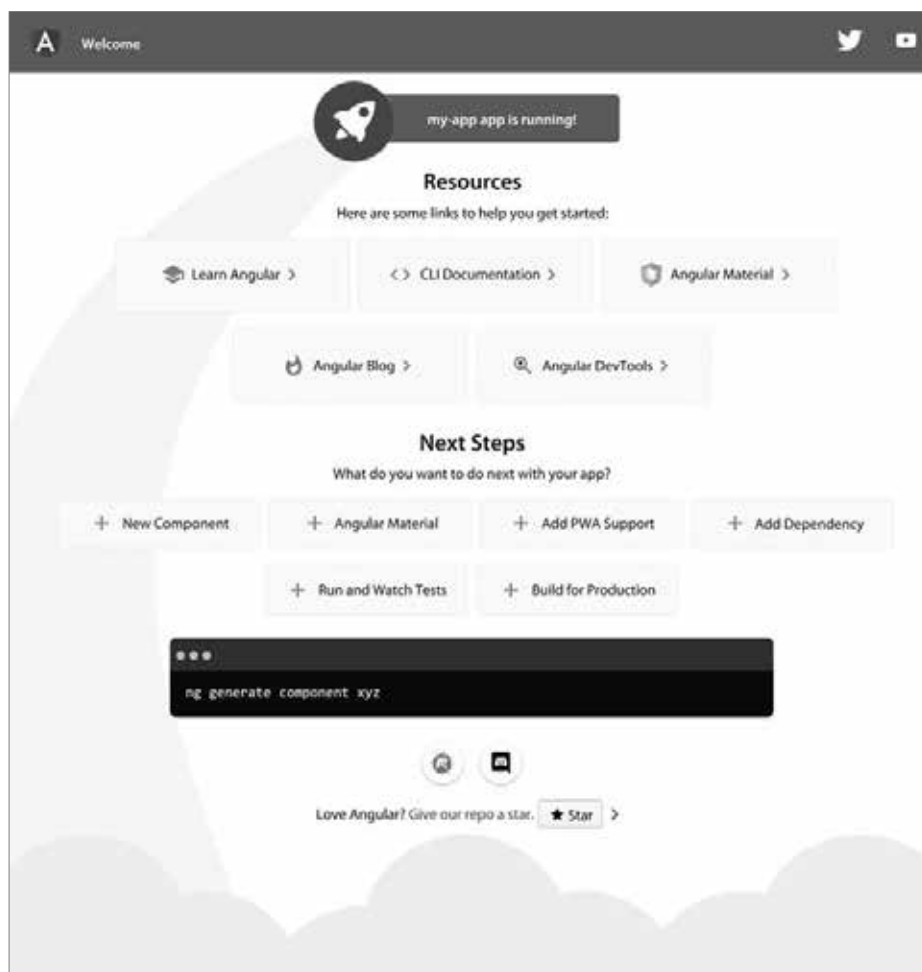 A Welcome
my-app app is running!
Resources
Here are some links to help you get started:
Learn Angular > <> CLI Documentation > Angular Material >
Angular Blog > Angular DevTools >
Next Steps
What do you want to do next with your app?
+ New Component + Angular Material + Add PWA Support + Add Dependency
+ Run and Watch Tests + Build for Production
ng generate component xyz
Love Angular? Give our repo a star. ★ Star >